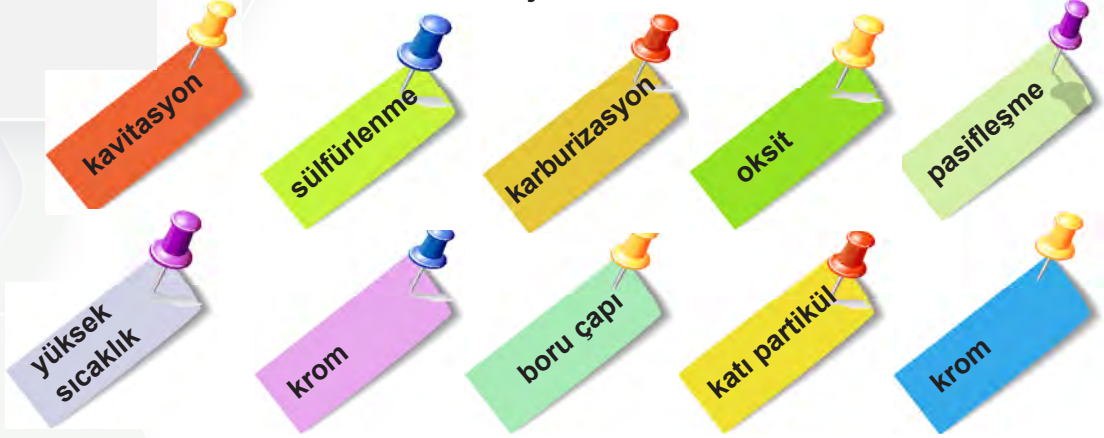 kavitasyon
sülfürlenme
karburizasyon
oksit
pasifleşme
yüksek
sıcaklık
krom
boru çapı
katı partikül
krom